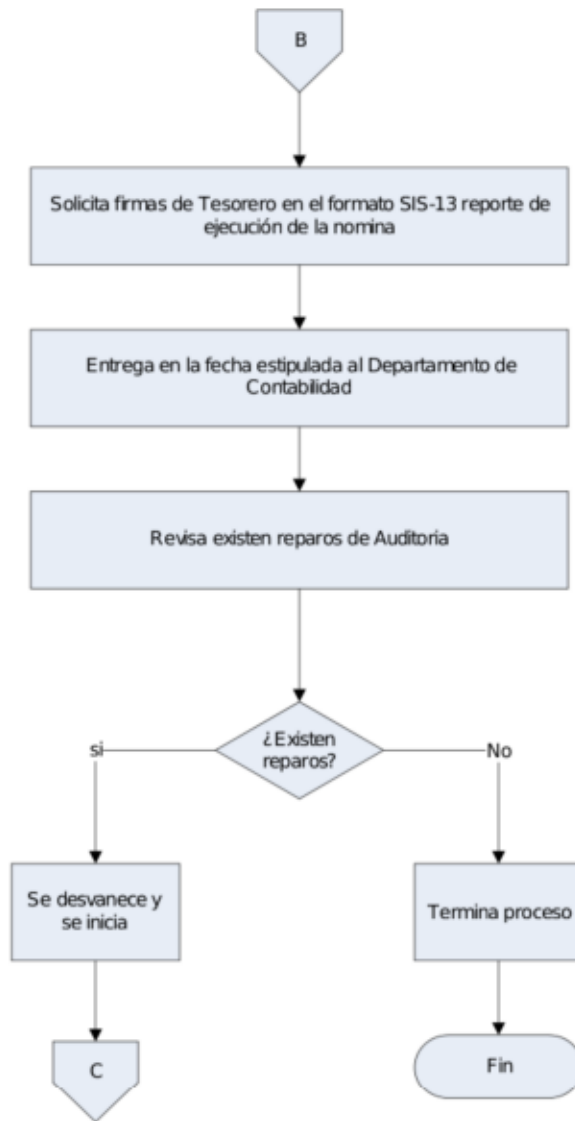 B
Solicita firmas de Tesorero en el formato SIS-13 reporte de
ejecución de la nomina
Entrega en la fecha estipulada al Departamento de
Contabilidad
Revisa existen reparos de Auditoria
¿Existen
reparos?
si
No
Se desvanece y
se inicia
Termina proceso
C
Fin